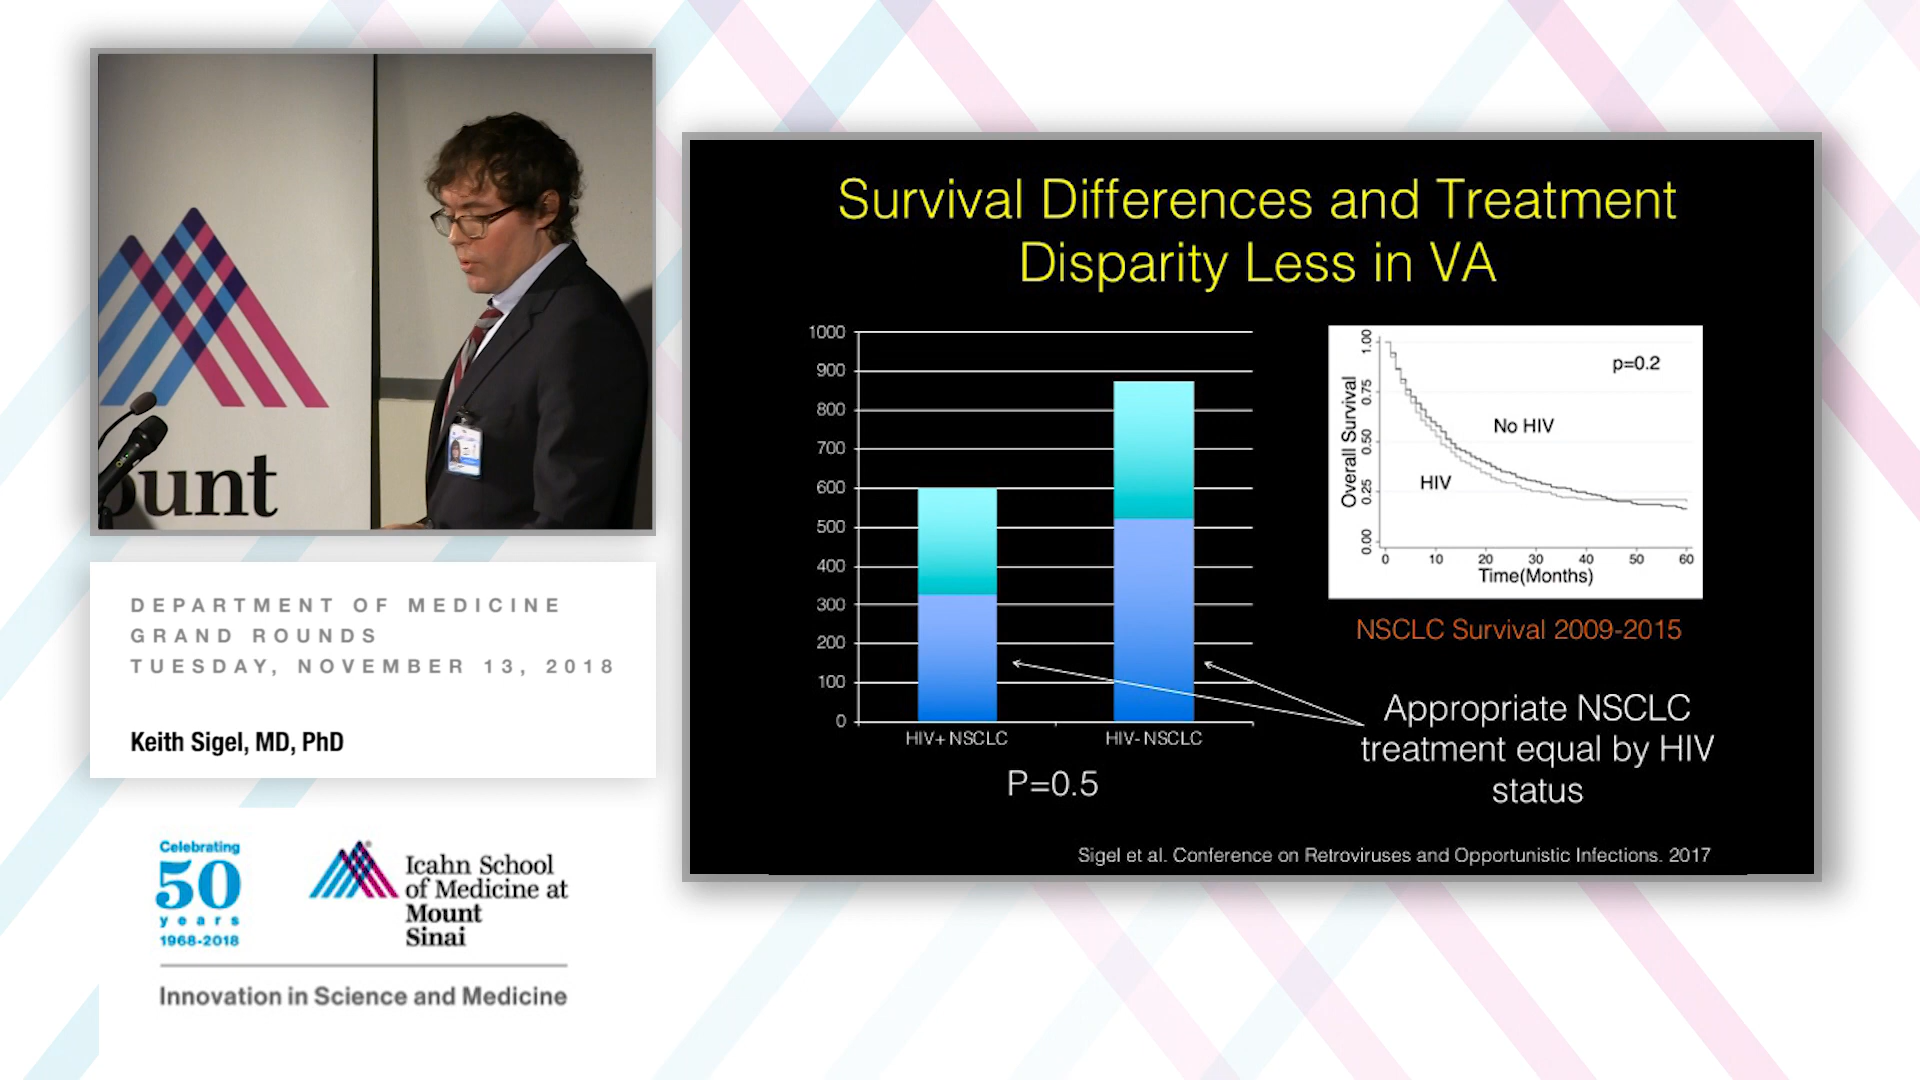 ount
DEPARTMENT OF MEDICINE
GRAND ROUNDS
TUESDAY, NOVEMBER 13, 2018
Keith Sigel, MD, PhD
Celebrating
50
years
1968-2018
Icahn School
of Medicine at
Mount
Sinai
Innovation in Science and Medicine
Survival Differences and Treatment
Disparity Less in VA
1000
900
800
700
600
500
400
300
200
100
0
HIV+ NSCLC
HIV- NSCLC
P=0.5
Overall Survival
1.00
0.75
0.50
0.25
0.00
p=0.2
No HIV
HIV
0 10 20 30 40 50 60
Time(Months)
NSCLC Survival 2009-2015
Appropriate NSCLC
treatment equal by HIV
status
Sigel et al. Conference on Retroviruses and Opportunistic Infections. 2017